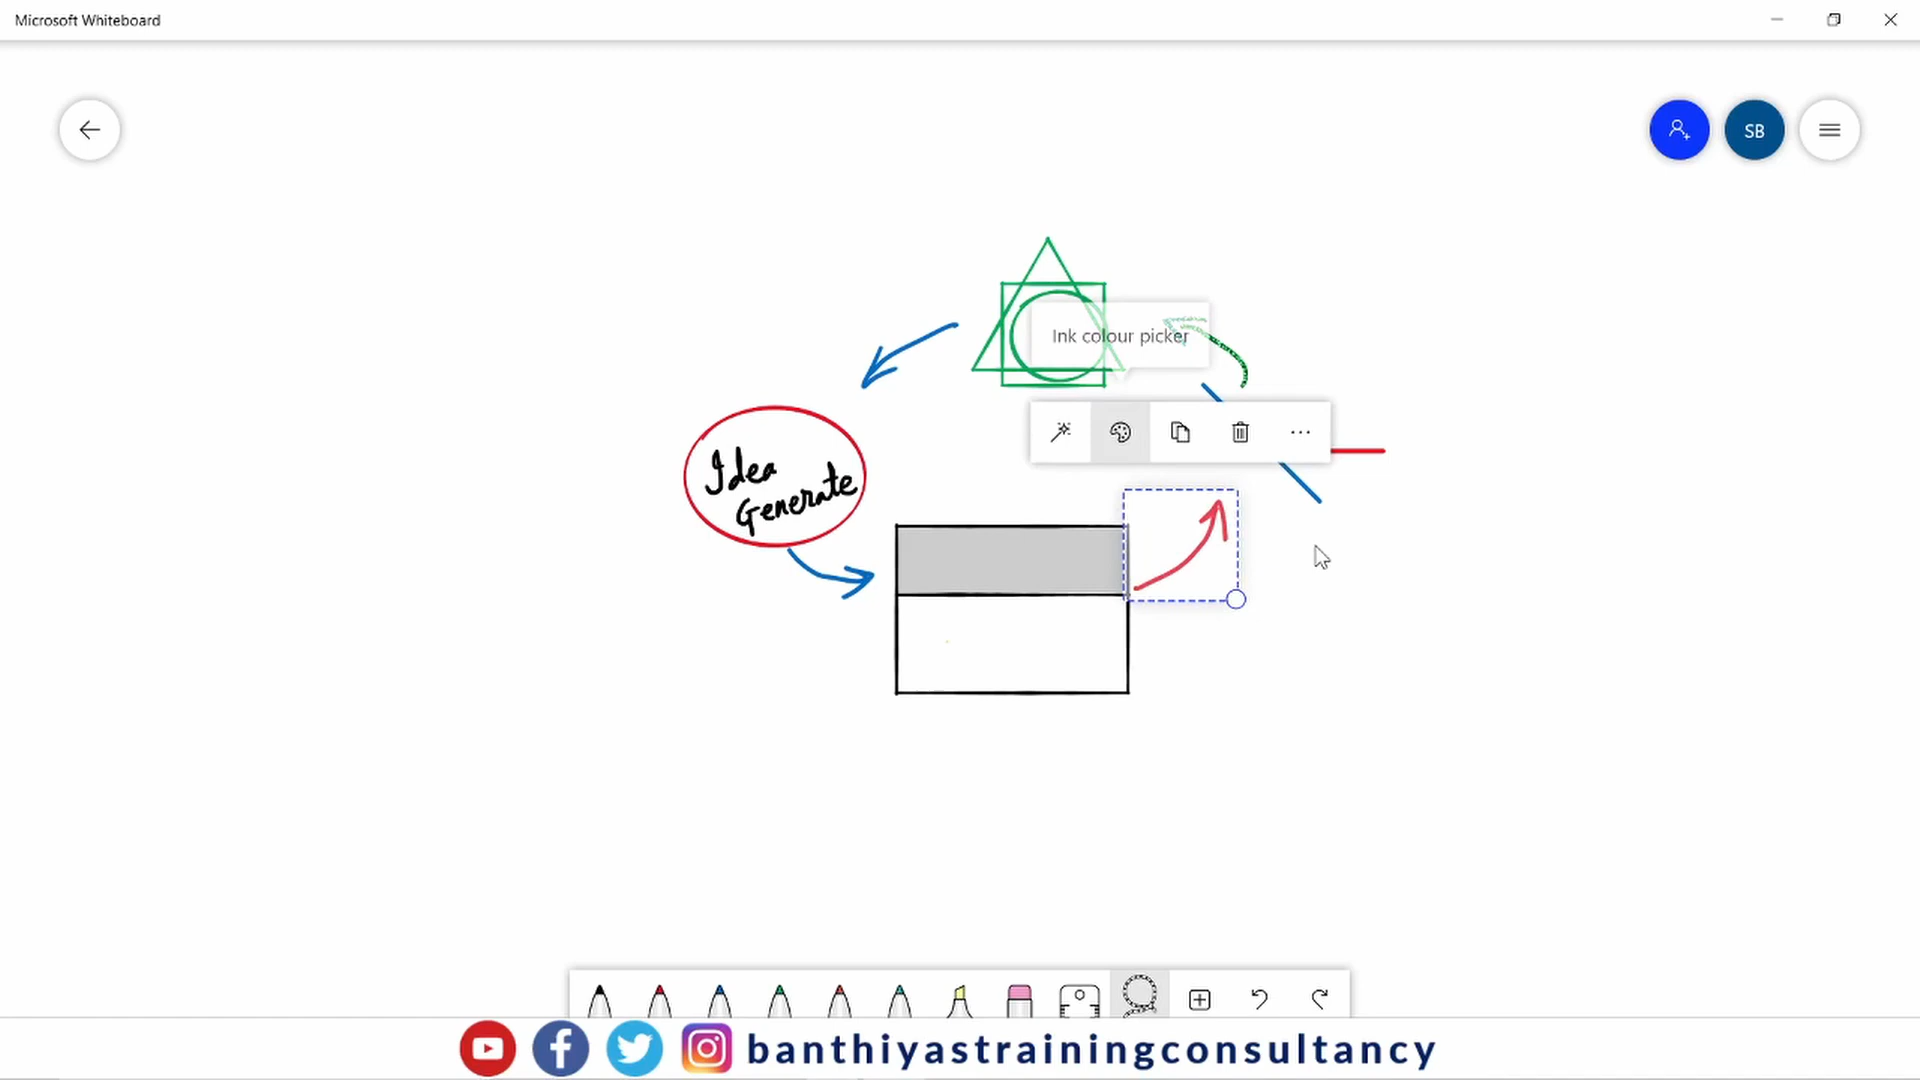 Microsoft Whiteboard
SB
Ink colour picker
Idea
Generate
banthiyastrainingconsultancy